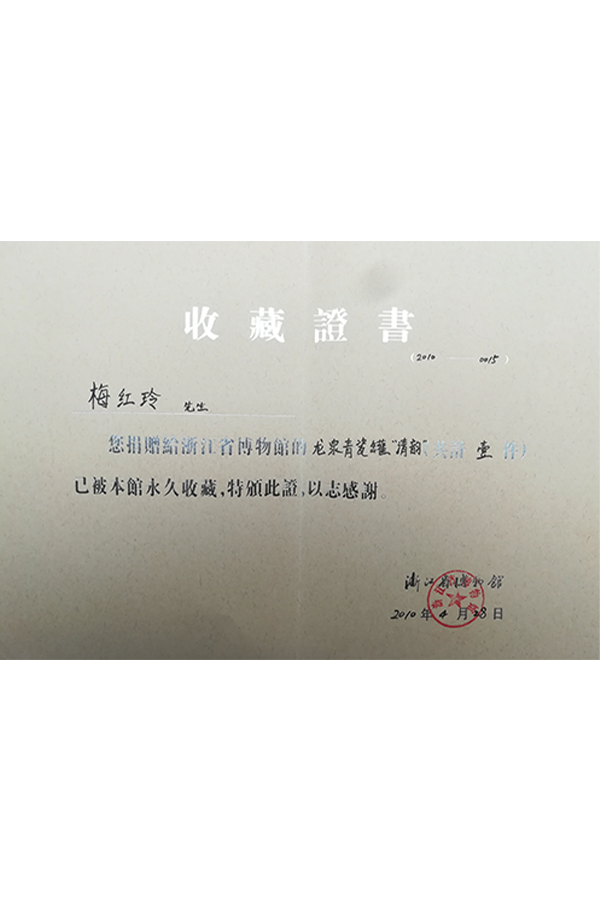 收藏證書
(2010 —— 0015)
梅红玲 先生
您捐贈給浙江省博物館的龙泉青瓷罐"清韵"(共計 壹 件)
已被本館永久收藏,特頒此證,以志感謝。
浙江省博物館
2010年4月28日